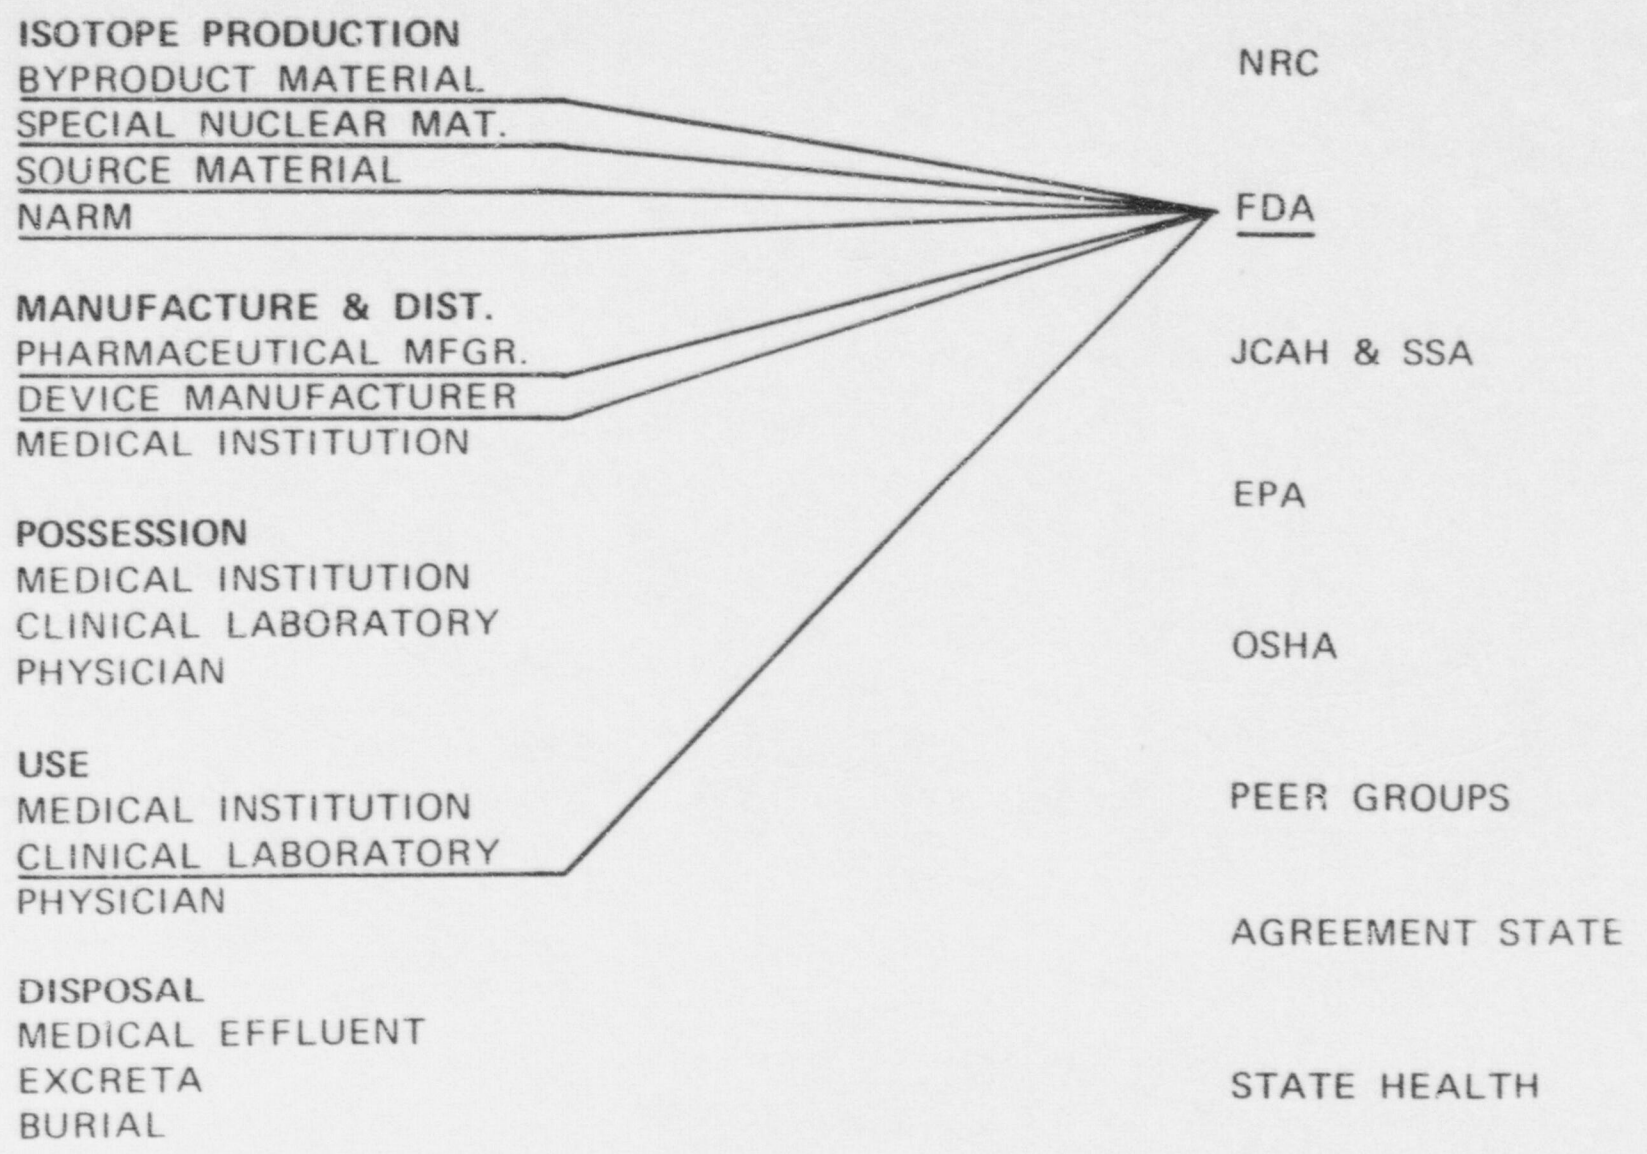 ISOTOPE PRODUCTION
BYPRODUCT MATERIAL
SPECIAL NUCLEAR MAT.
SOURCE MATERIAL
NARM
MANUFACTURE & DIST.
PHARMACEUTICAL MFGR.
DEVICE MANUFACTURER
MEDICAL INSTITUTION
POSSESSION
MEDICAL INSTITUTION
CLINICAL LABORATORY
PHYSICIAN
USE
MEDICAL INSTITUTION
CLINICAL LABORATORY
PHYSICIAN
DISPOSAL
MEDICAL EFFLUENT
EXCRETA
BURIAL
NRC
FDA
JCAH & SSA
EPA
OSHA
PEER GROUPS
AGREEMENT STATE
STATE HEALTH